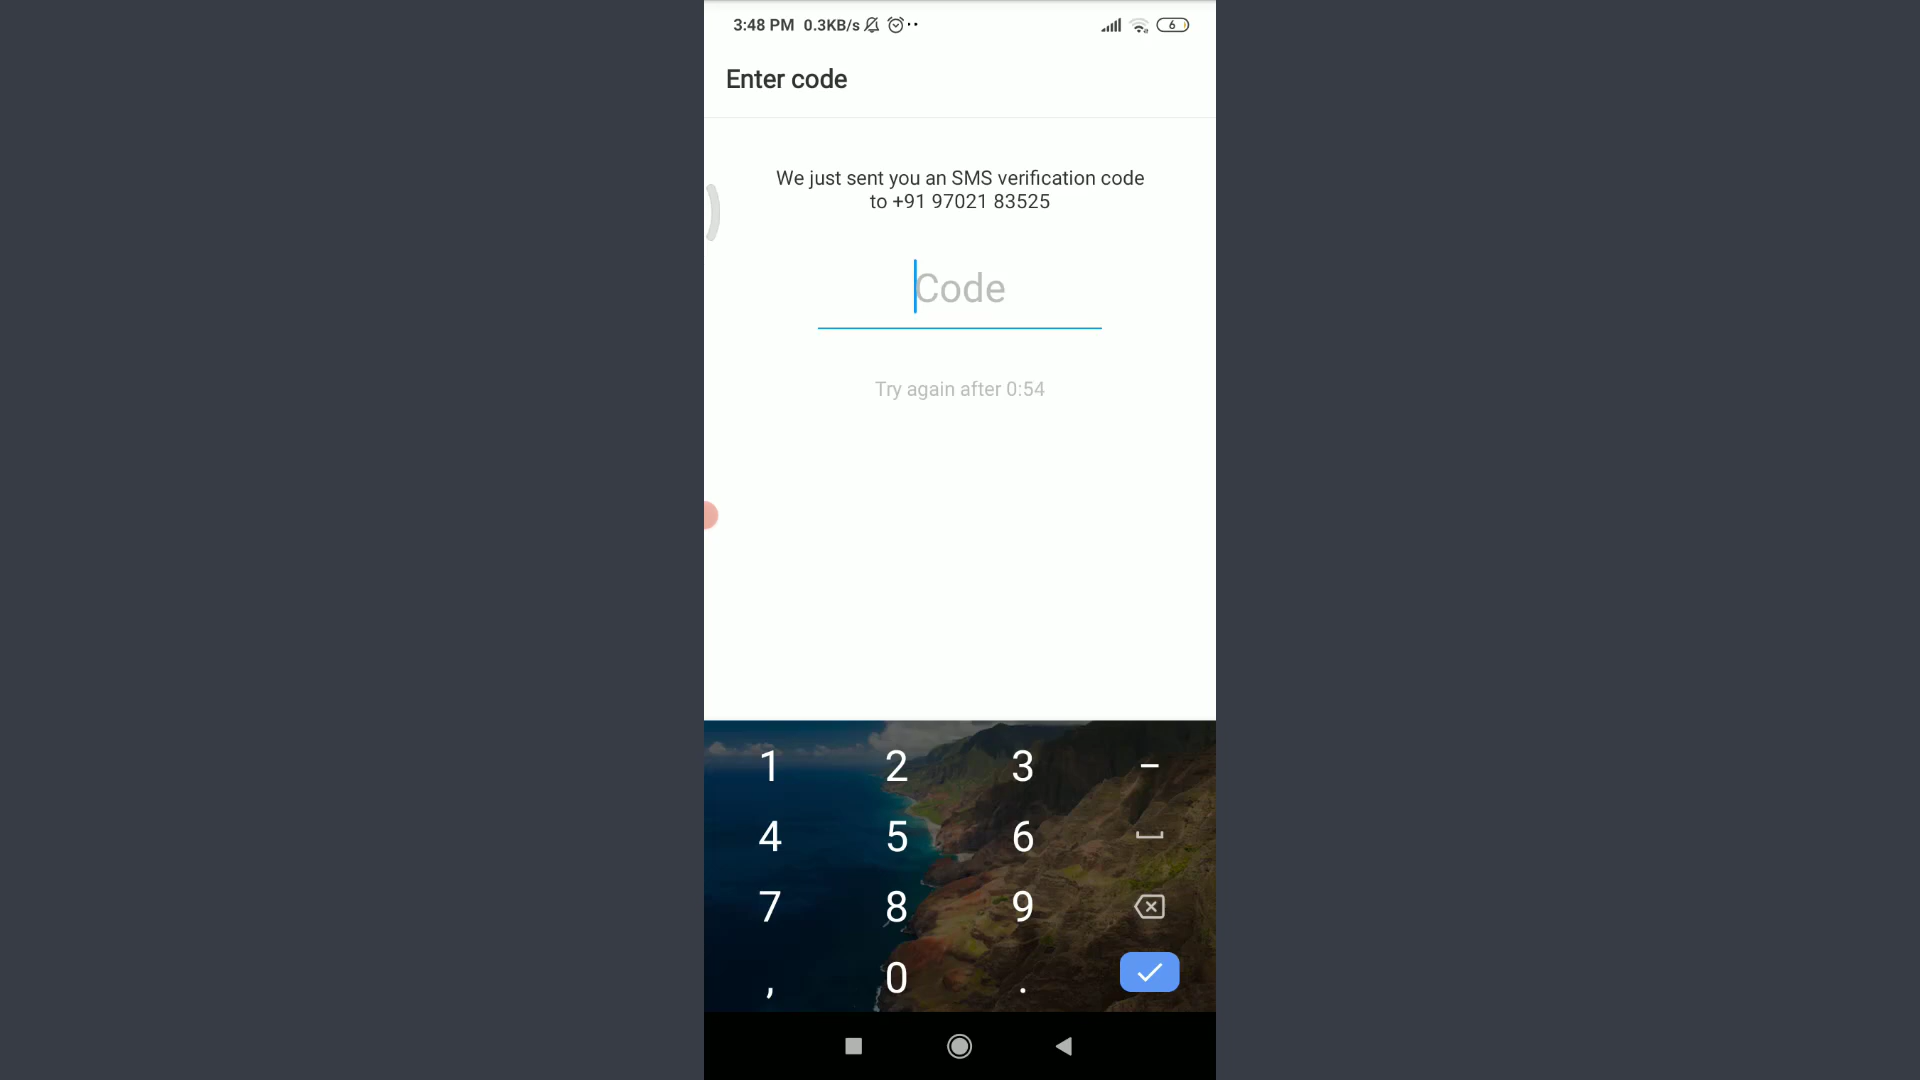 3:48 PM 0.3KB/s 6
Enter code
We just sent you an SMS verification code
to +91 97021 83525
Code
Try again after 0:54
1 2 3 –
4 5 6
7 8 9
, 0 .